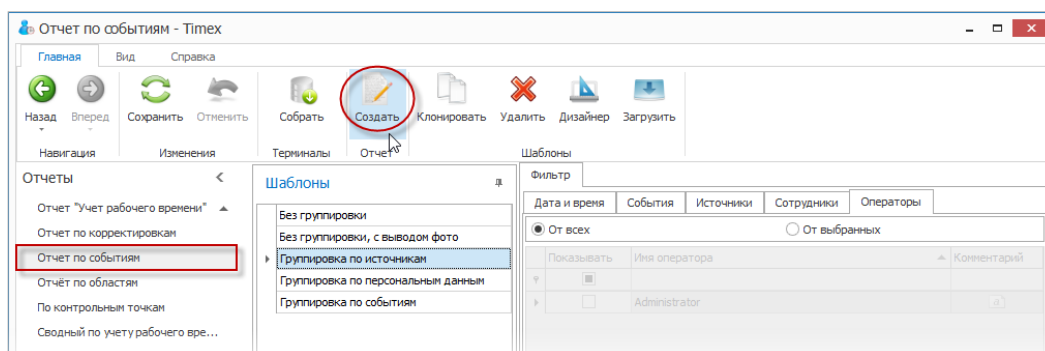 Отчет по событиям - Timex
Главная Вид Справка
Назад Вперед Сохранить Отменить Собрать Создать Клонировать Удалить Дизайнер Загрузить
Навигация Изменения Терминалы Отчет Шаблоны
Отчеты
Отчет "Учет рабочего времени"
Отчет по корректировкам
Отчет по событиям
Отчёт по областям
По контрольным точкам
Сводный по учету рабочего вре...
Шаблоны
Без группировки
Без группировки, с выводом фото
Группировка по источникам
Группировка по персональным данным
Группировка по событиям
Фильтр
Дата и время События Источники Сотрудники Операторы
От всех От выбранных
Показывать Имя оператора Комментарий
Administrator